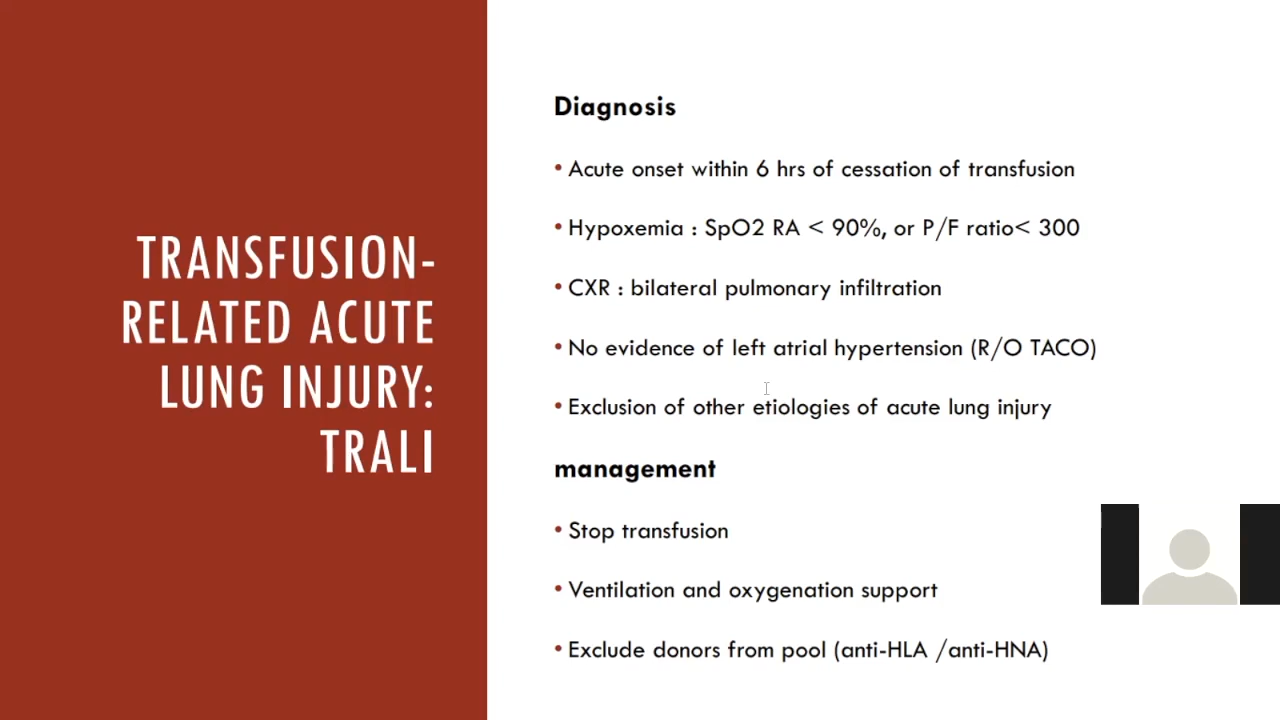 TRANSFUSION-
RELATED ACUTE
LUNG INJURY:
TRALI
Diagnosis
• Acute onset within 6 hrs of cessation of transfusion
• Hypoxemia : SpO2 RA < 90%, or P/F ratio< 300
• CXR : bilateral pulmonary infiltration
• No evidence of left atrial hypertension (R/O TACO)
• Exclusion of other etiologies of acute lung injury
management
• Stop transfusion
• Ventilation and oxygenation support
• Exclude donors from pool (anti-HLA /anti-HNA)